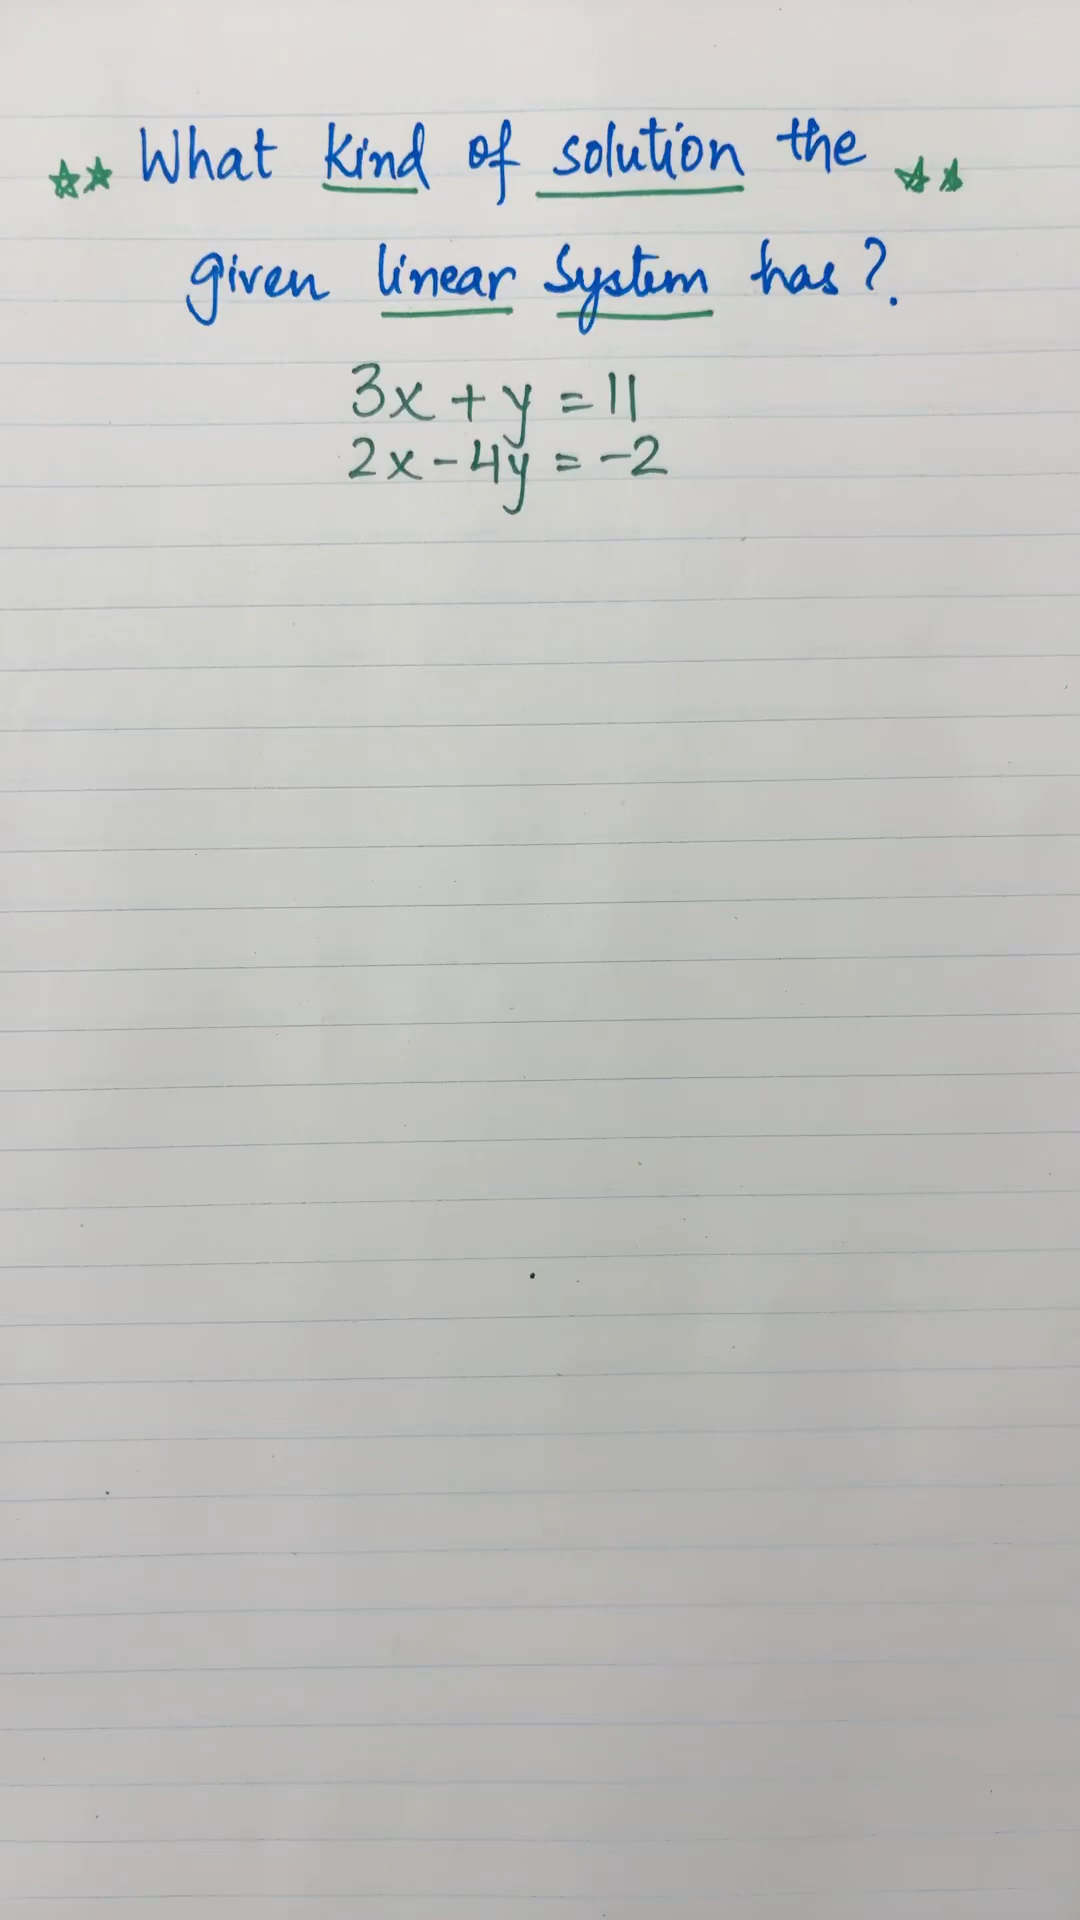 What kind of solution the
given linear system has?
3x + y = 11
2x - 4y = -2